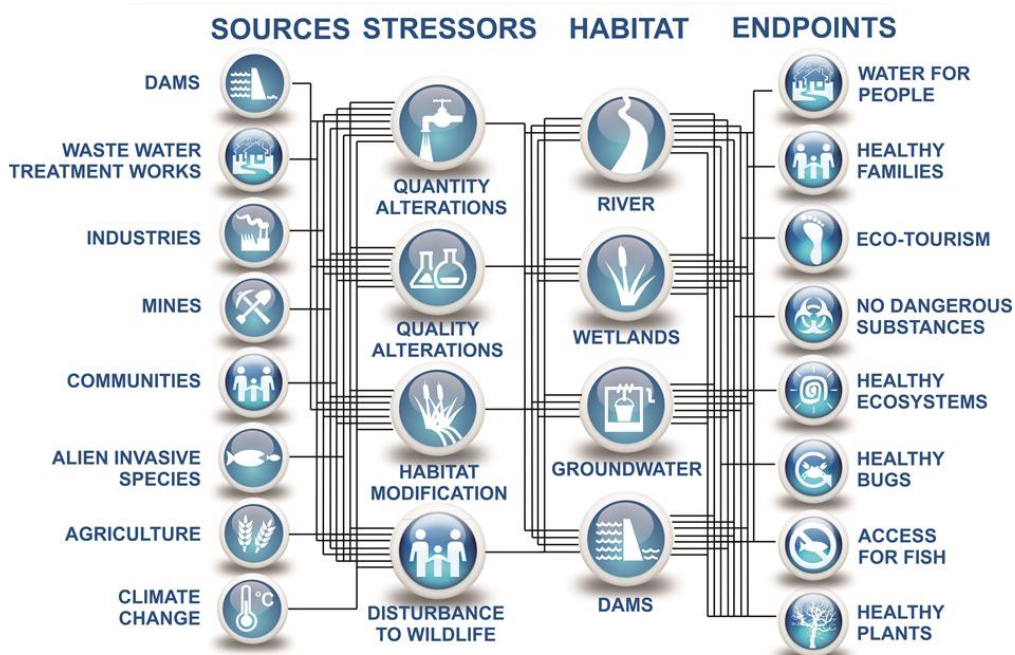 SOURCES STRESSORS HABITAT ENDPOINTS
DAMS
WASTE WATER
TREATMENT WORKS
INDUSTRIES
MINES
COMMUNITIES
ALIEN INVASIVE
SPECIES
AGRICULTURE
CLIMATE
CHANGE
°C
QUANTITY
ALTERATIONS
QUALITY
ALTERATIONS
HABITAT
MODIFICATION
DISTURBANCE
TO WILDLIFE
RIVER
WETLANDS
GROUNDWATER
DAMS
WATER FOR
PEOPLE
HEALTHY
FAMILIES
ECO-TOURISM
NO DANGEROUS
SUBSTANCES
HEALTHY
ECOSYSTEMS
HEALTHY
BUGS
ACCESS
FOR FISH
HEALTHY
PLANTS